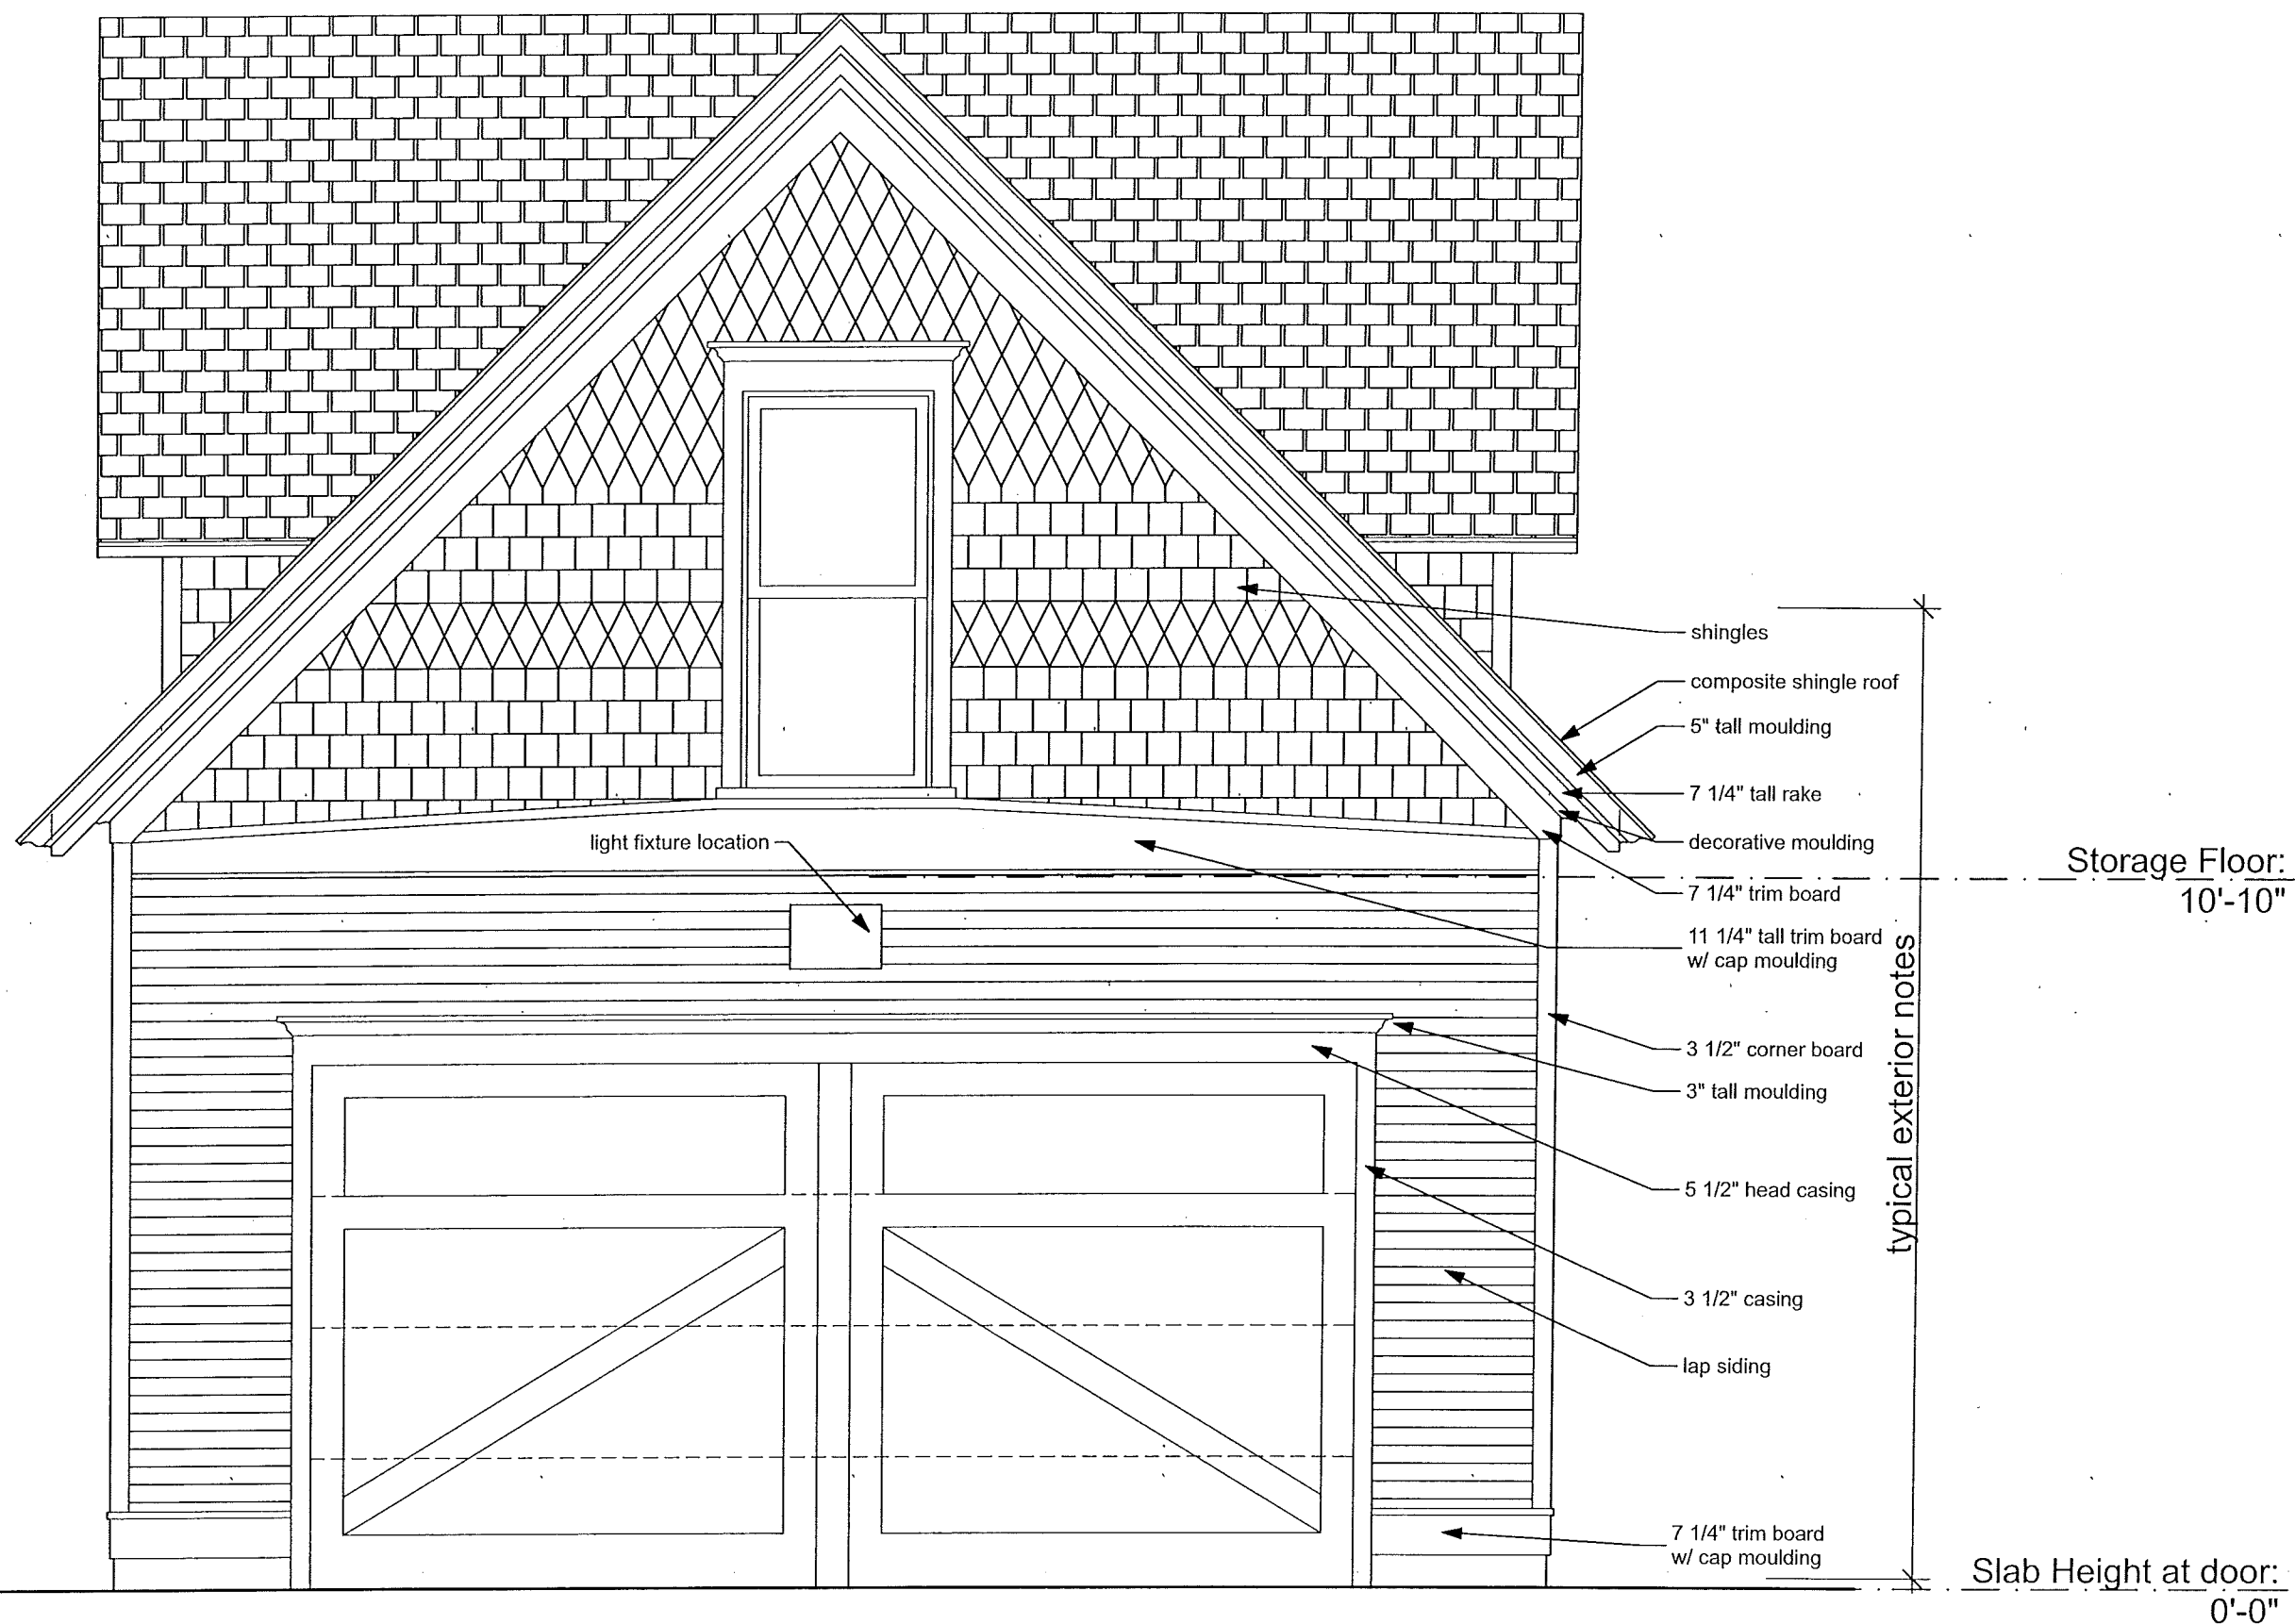 shingles
composite shingle roof
5" tall moulding
7 1/4" tall rake
light fixture location
decorative moulding
Storage Floor:
10'-10"
7 1/4" trim board
11 1/4" tall trim board
w/ cap moulding
typical exterior notes
3 1/2" corner board
3" tall moulding
5 1/2" head casing
3 1/2" casing
lap siding
7 1/4" trim board
w/ cap moulding
Slab Height at door:
0'-0"